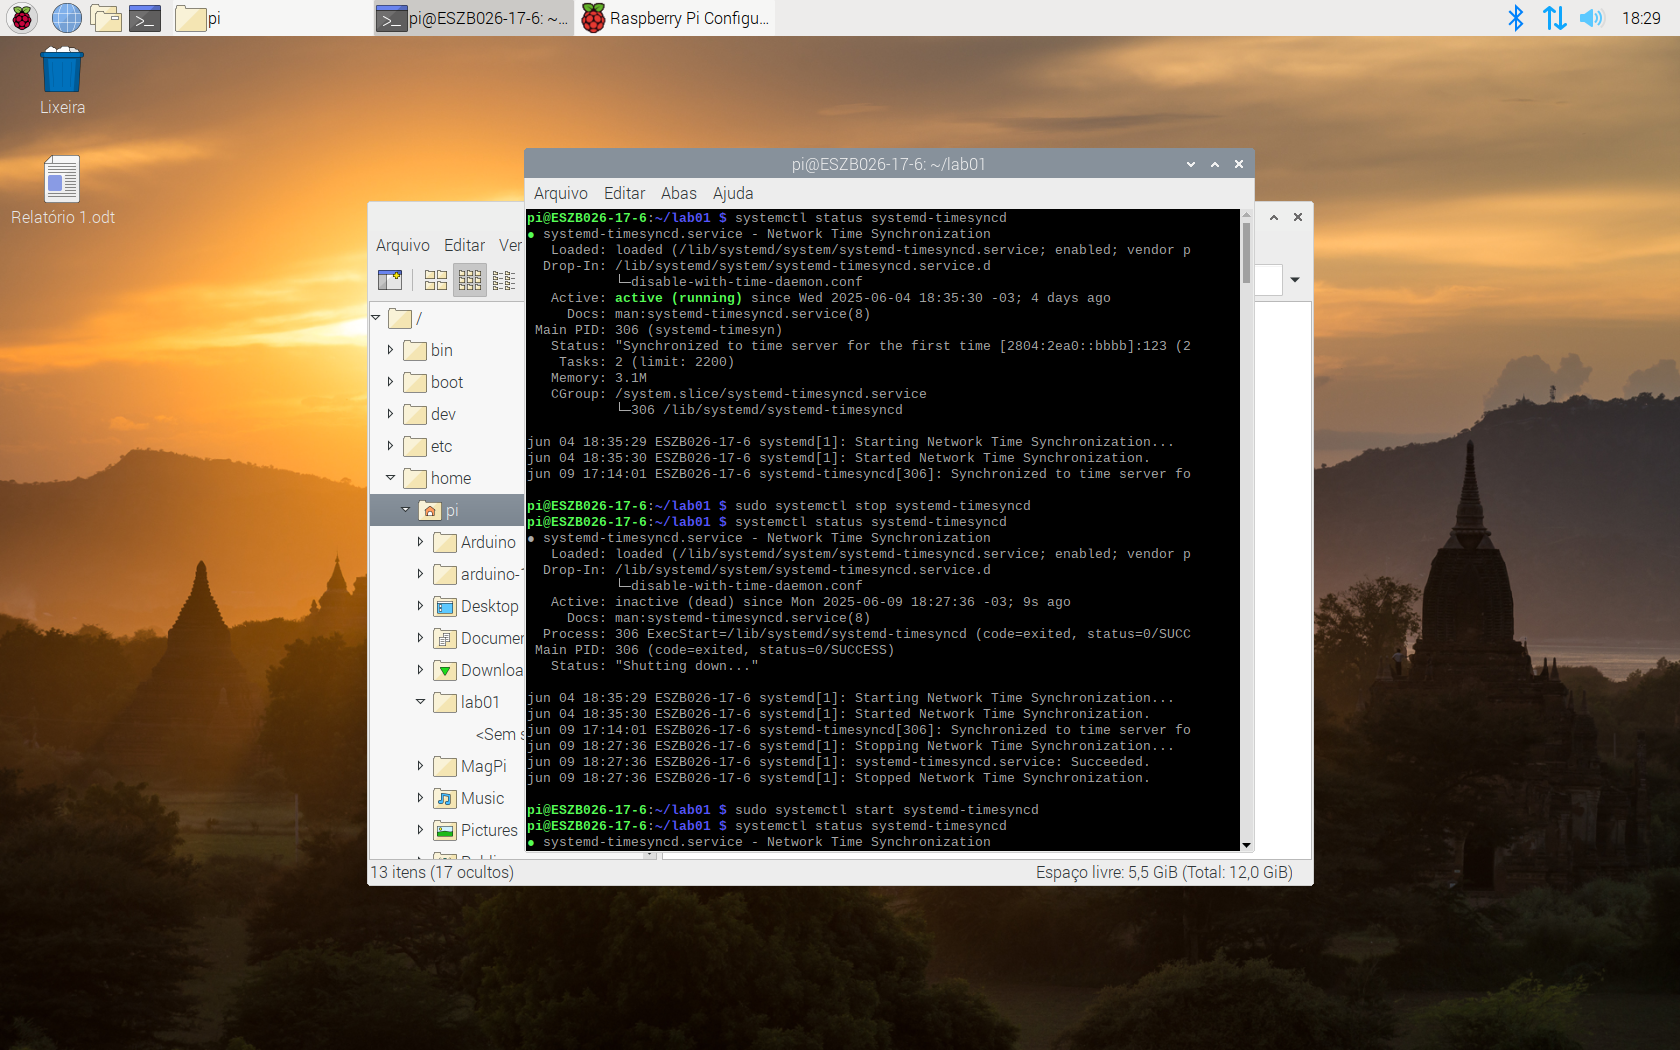 pi
pi@ESZB026-17-6: ~...
Raspberry Pi Configu...
18:29
Lixeira
Relatório 1.odt
pi@ESZB026-17-6: ~/lab01
Arquivo Editar Abas Ajuda
pi@ESZB026-17-6:~/lab01 $ systemctl status systemd-timesyncd
● systemd-timesyncd.service - Network Time Synchronization
Loaded: loaded (/lib/systemd/system/systemd-timesyncd.service; enabled; vendor p
Drop-In: /lib/systemd/system/systemd-timesyncd.service.d
└─disable-with-time-daemon.conf
Active: active (running) since Wed 2025-06-04 18:35:30 -03; 4 days ago
Docs: man:systemd-timesyncd.service(8)
Main PID: 306 (systemd-timesyn)
Status: "Synchronized to time server for the first time [2804:2ea0::bbbb]:123 (2
Tasks: 2 (limit: 2200)
Memory: 3.1M
CGroup: /system.slice/systemd-timesyncd.service
└─306 /lib/systemd/systemd-timesyncd
jun 04 18:35:29 ESZB026-17-6 systemd[1]: Starting Network Time Synchronization...
jun 04 18:35:30 ESZB026-17-6 systemd[1]: Started Network Time Synchronization.
jun 09 17:14:01 ESZB026-17-6 systemd-timesyncd[306]: Synchronized to time server fo
pi@ESZB026-17-6:~/lab01 $ sudo systemctl stop systemd-timesyncd
pi@ESZB026-17-6:~/lab01 $ systemctl status systemd-timesyncd
● systemd-timesyncd.service - Network Time Synchronization
Loaded: loaded (/lib/systemd/system/systemd-timesyncd.service; enabled; vendor p
Drop-In: /lib/systemd/system/systemd-timesyncd.service.d
└─disable-with-time-daemon.conf
Active: inactive (dead) since Mon 2025-06-09 18:27:36 -03; 9s ago
Docs: man:systemd-timesyncd.service(8)
Process: 306 ExecStart=/lib/systemd/systemd-timesyncd (code=exited, status=0/SUCC
Main PID: 306 (code=exited, status=0/SUCCESS)
Status: "Shutting down..."
jun 04 18:35:29 ESZB026-17-6 systemd[1]: Starting Network Time Synchronization...
jun 04 18:35:30 ESZB026-17-6 systemd[1]: Started Network Time Synchronization.
jun 09 17:14:01 ESZB026-17-6 systemd-timesyncd[306]: Synchronized to time server fo
jun 09 18:27:36 ESZB026-17-6 systemd[1]: Stopping Network Time Synchronization...
jun 09 18:27:36 ESZB026-17-6 systemd[1]: systemd-timesyncd.service: Succeeded.
jun 09 18:27:36 ESZB026-17-6 systemd[1]: Stopped Network Time Synchronization.
pi@ESZB026-17-6:~/lab01 $ sudo systemctl start systemd-timesyncd
pi@ESZB026-17-6:~/lab01 $ systemctl status systemd-timesyncd
● systemd-timesyncd.service - Network Time Synchronization
Arquivo Editar Ver
/
bin
boot
dev
etc
home
pi
Arduino
arduino-
Desktop
Documen
Downloa
lab01
<Sem s
MagPi
Music
Pictures
13 itens (17 ocultos)
Espaço livre: 5,5 GiB (Total: 12,0 GiB)